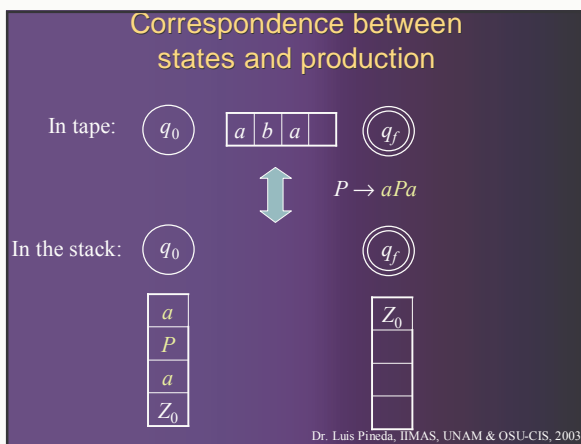 Correspondence between
states and production
In tape: q0 a b a qf
P → aPa
In the stack: q0 qf
a Z0
P
a
Z0
Dr. Luis Pineda, IIMAS, UNAM & OSU-CIS, 2003